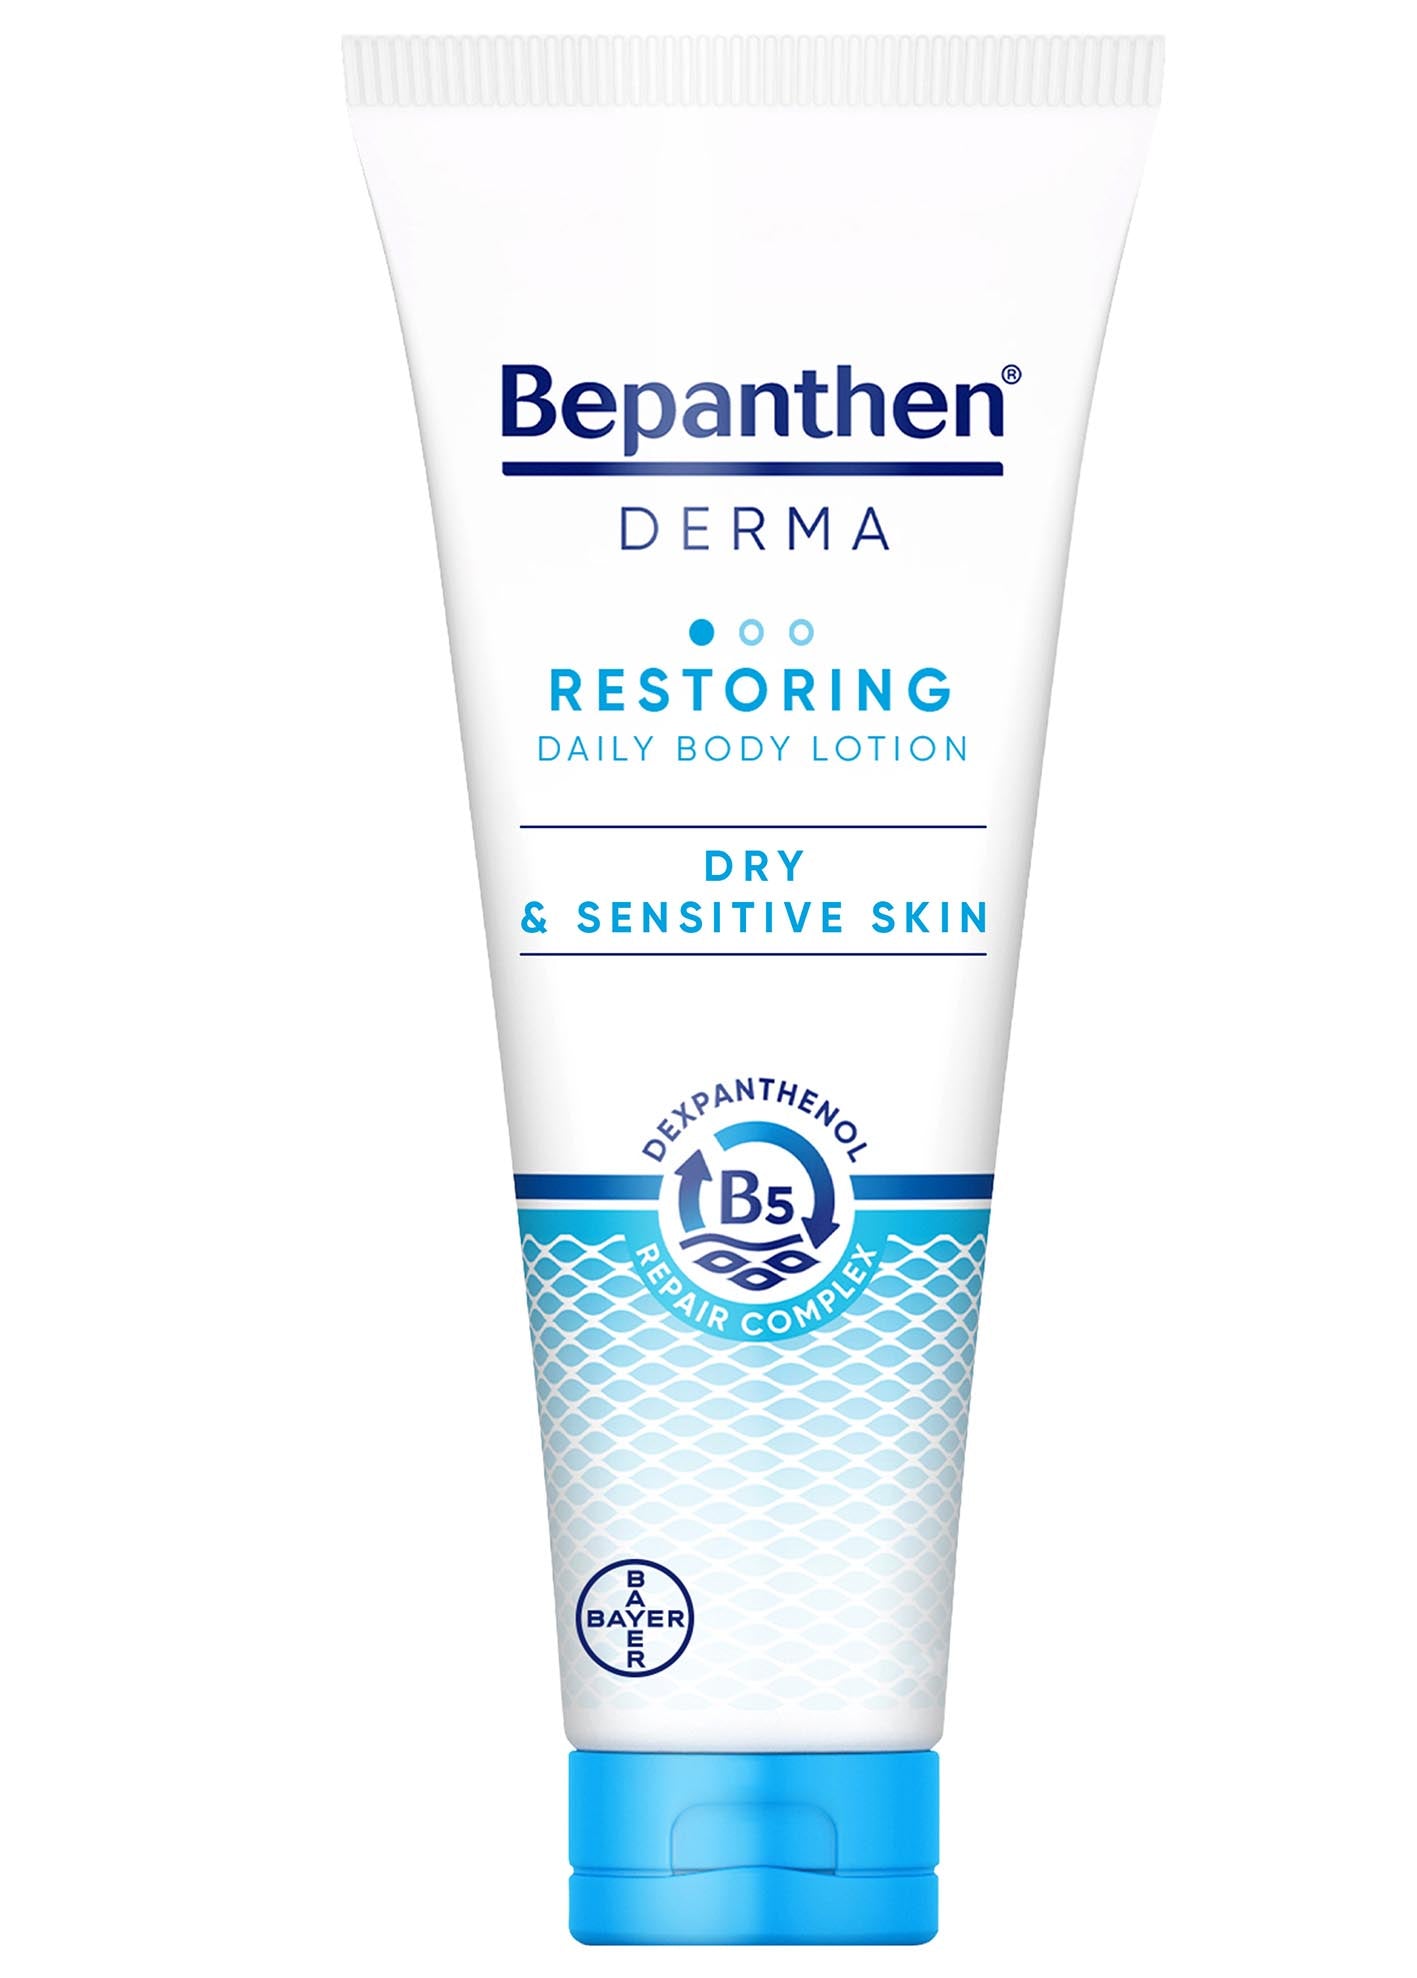 Bepanthen®
DERMA
RESTORING
DAILY BODY LOTION
DRY
& SENSITIVE SKIN
DEXPANTHENOL
B5
REPAIR COMPLEX
BAYER
BAYER